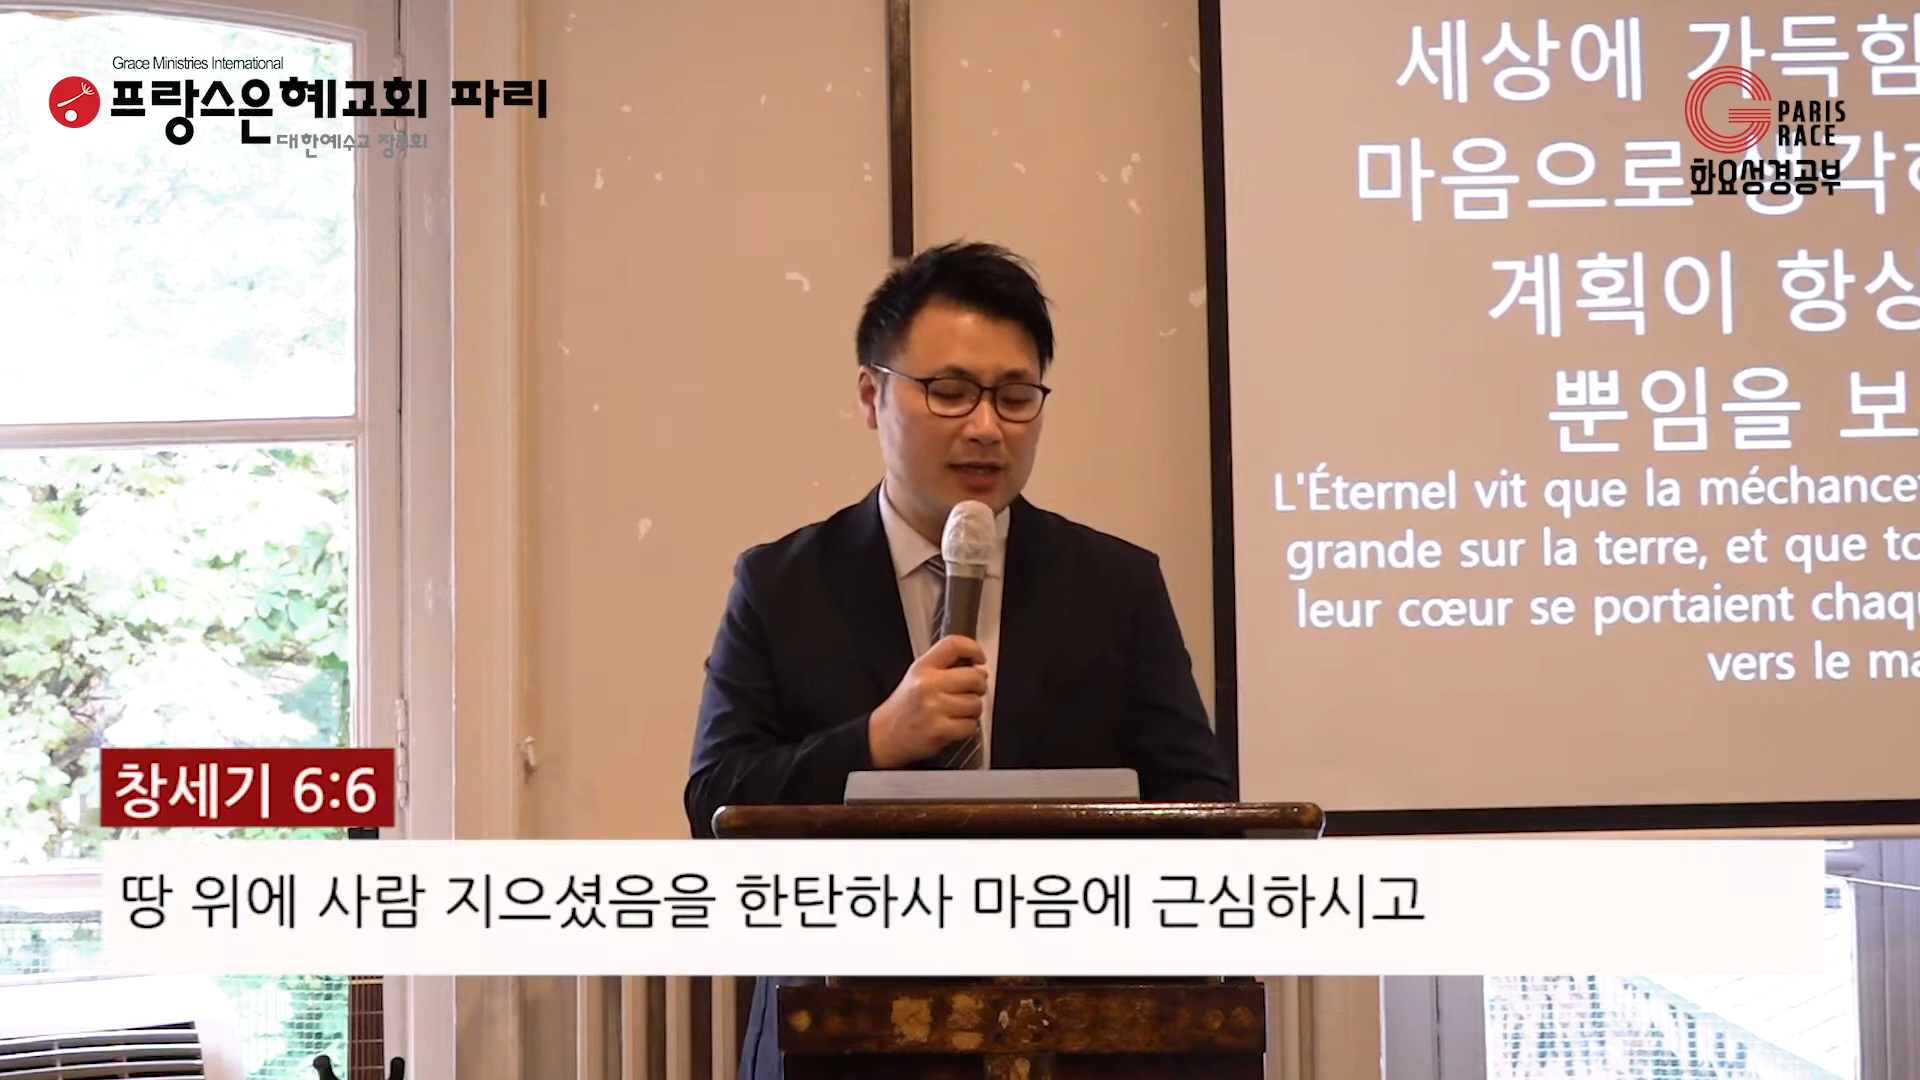 Grace Ministries International
프랑스은혜교회 파리
대한예수교 장로회
PARIS
RACE
화요성경공부
세상에 가득함
마음으로 생각
계획이 항상
뿐임을 보
L'Éternel vit que la méchancet
grande sur la terre, et que to
leur cœur se portaient chaqu
vers le ma
창세기 6:6
땅 위에 사람 지으셨음을 한탄하사 마음에 근심하시고